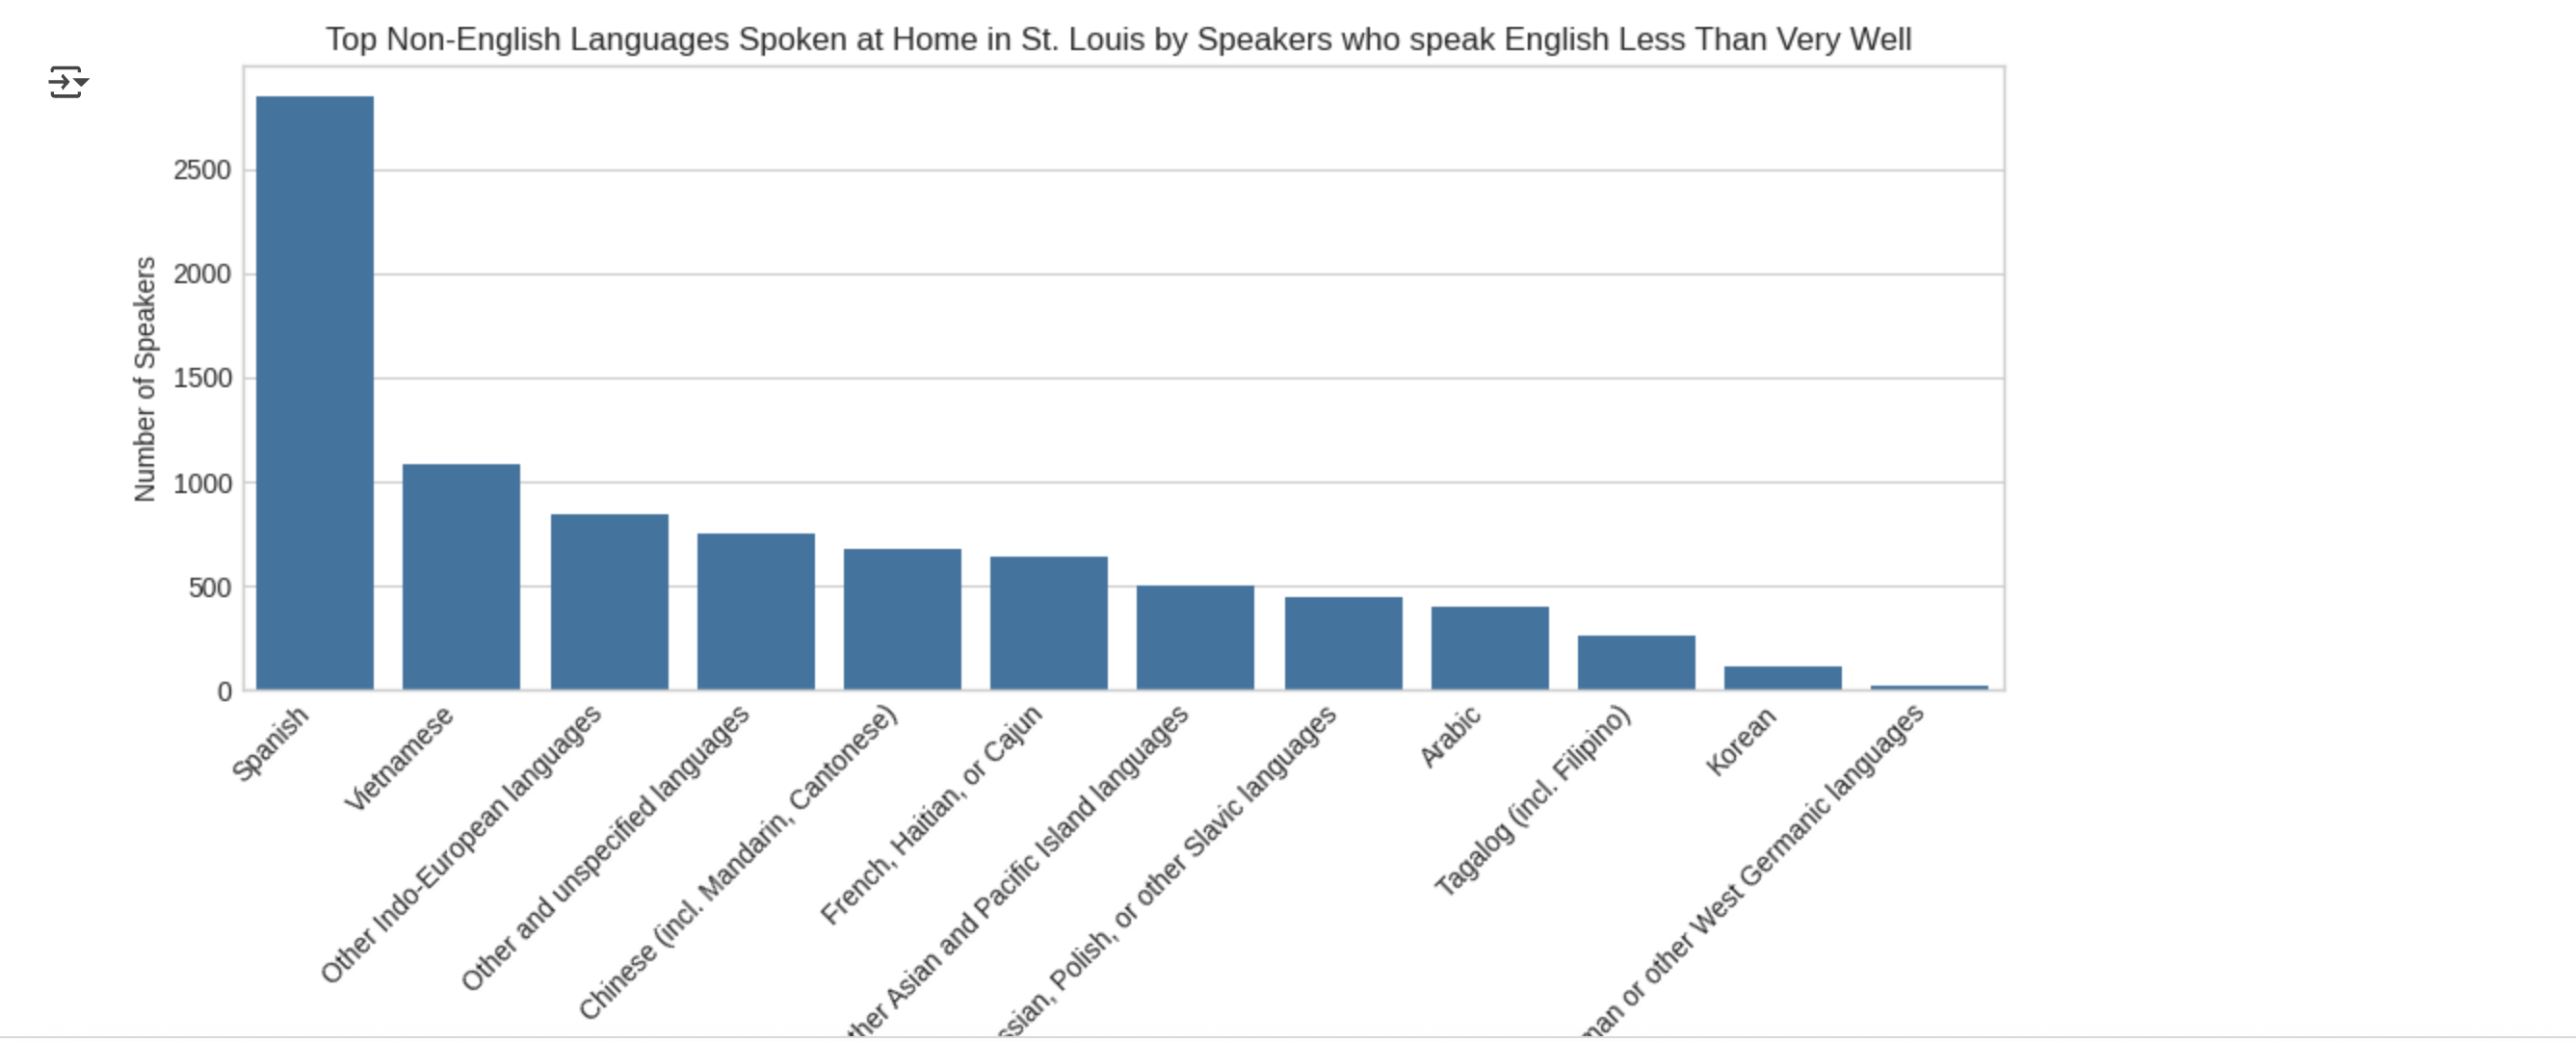 Top Non-English Languages Spoken at Home in St. Louis by Speakers who speak English Less Than Very Well
Number of Speakers
2500
2000
1500
1000
500
0
Spanish
Vietnamese
Other Indo-European languages
Other and unspecified languages
Chinese (incl. Mandarin, Cantonese)
French, Haitian, or Cajun
Asian and Pacific Island languages
Polish, or other Slavic languages
Arabic
Tagalog (incl. Filipino)
Korean
or other West Germanic languages